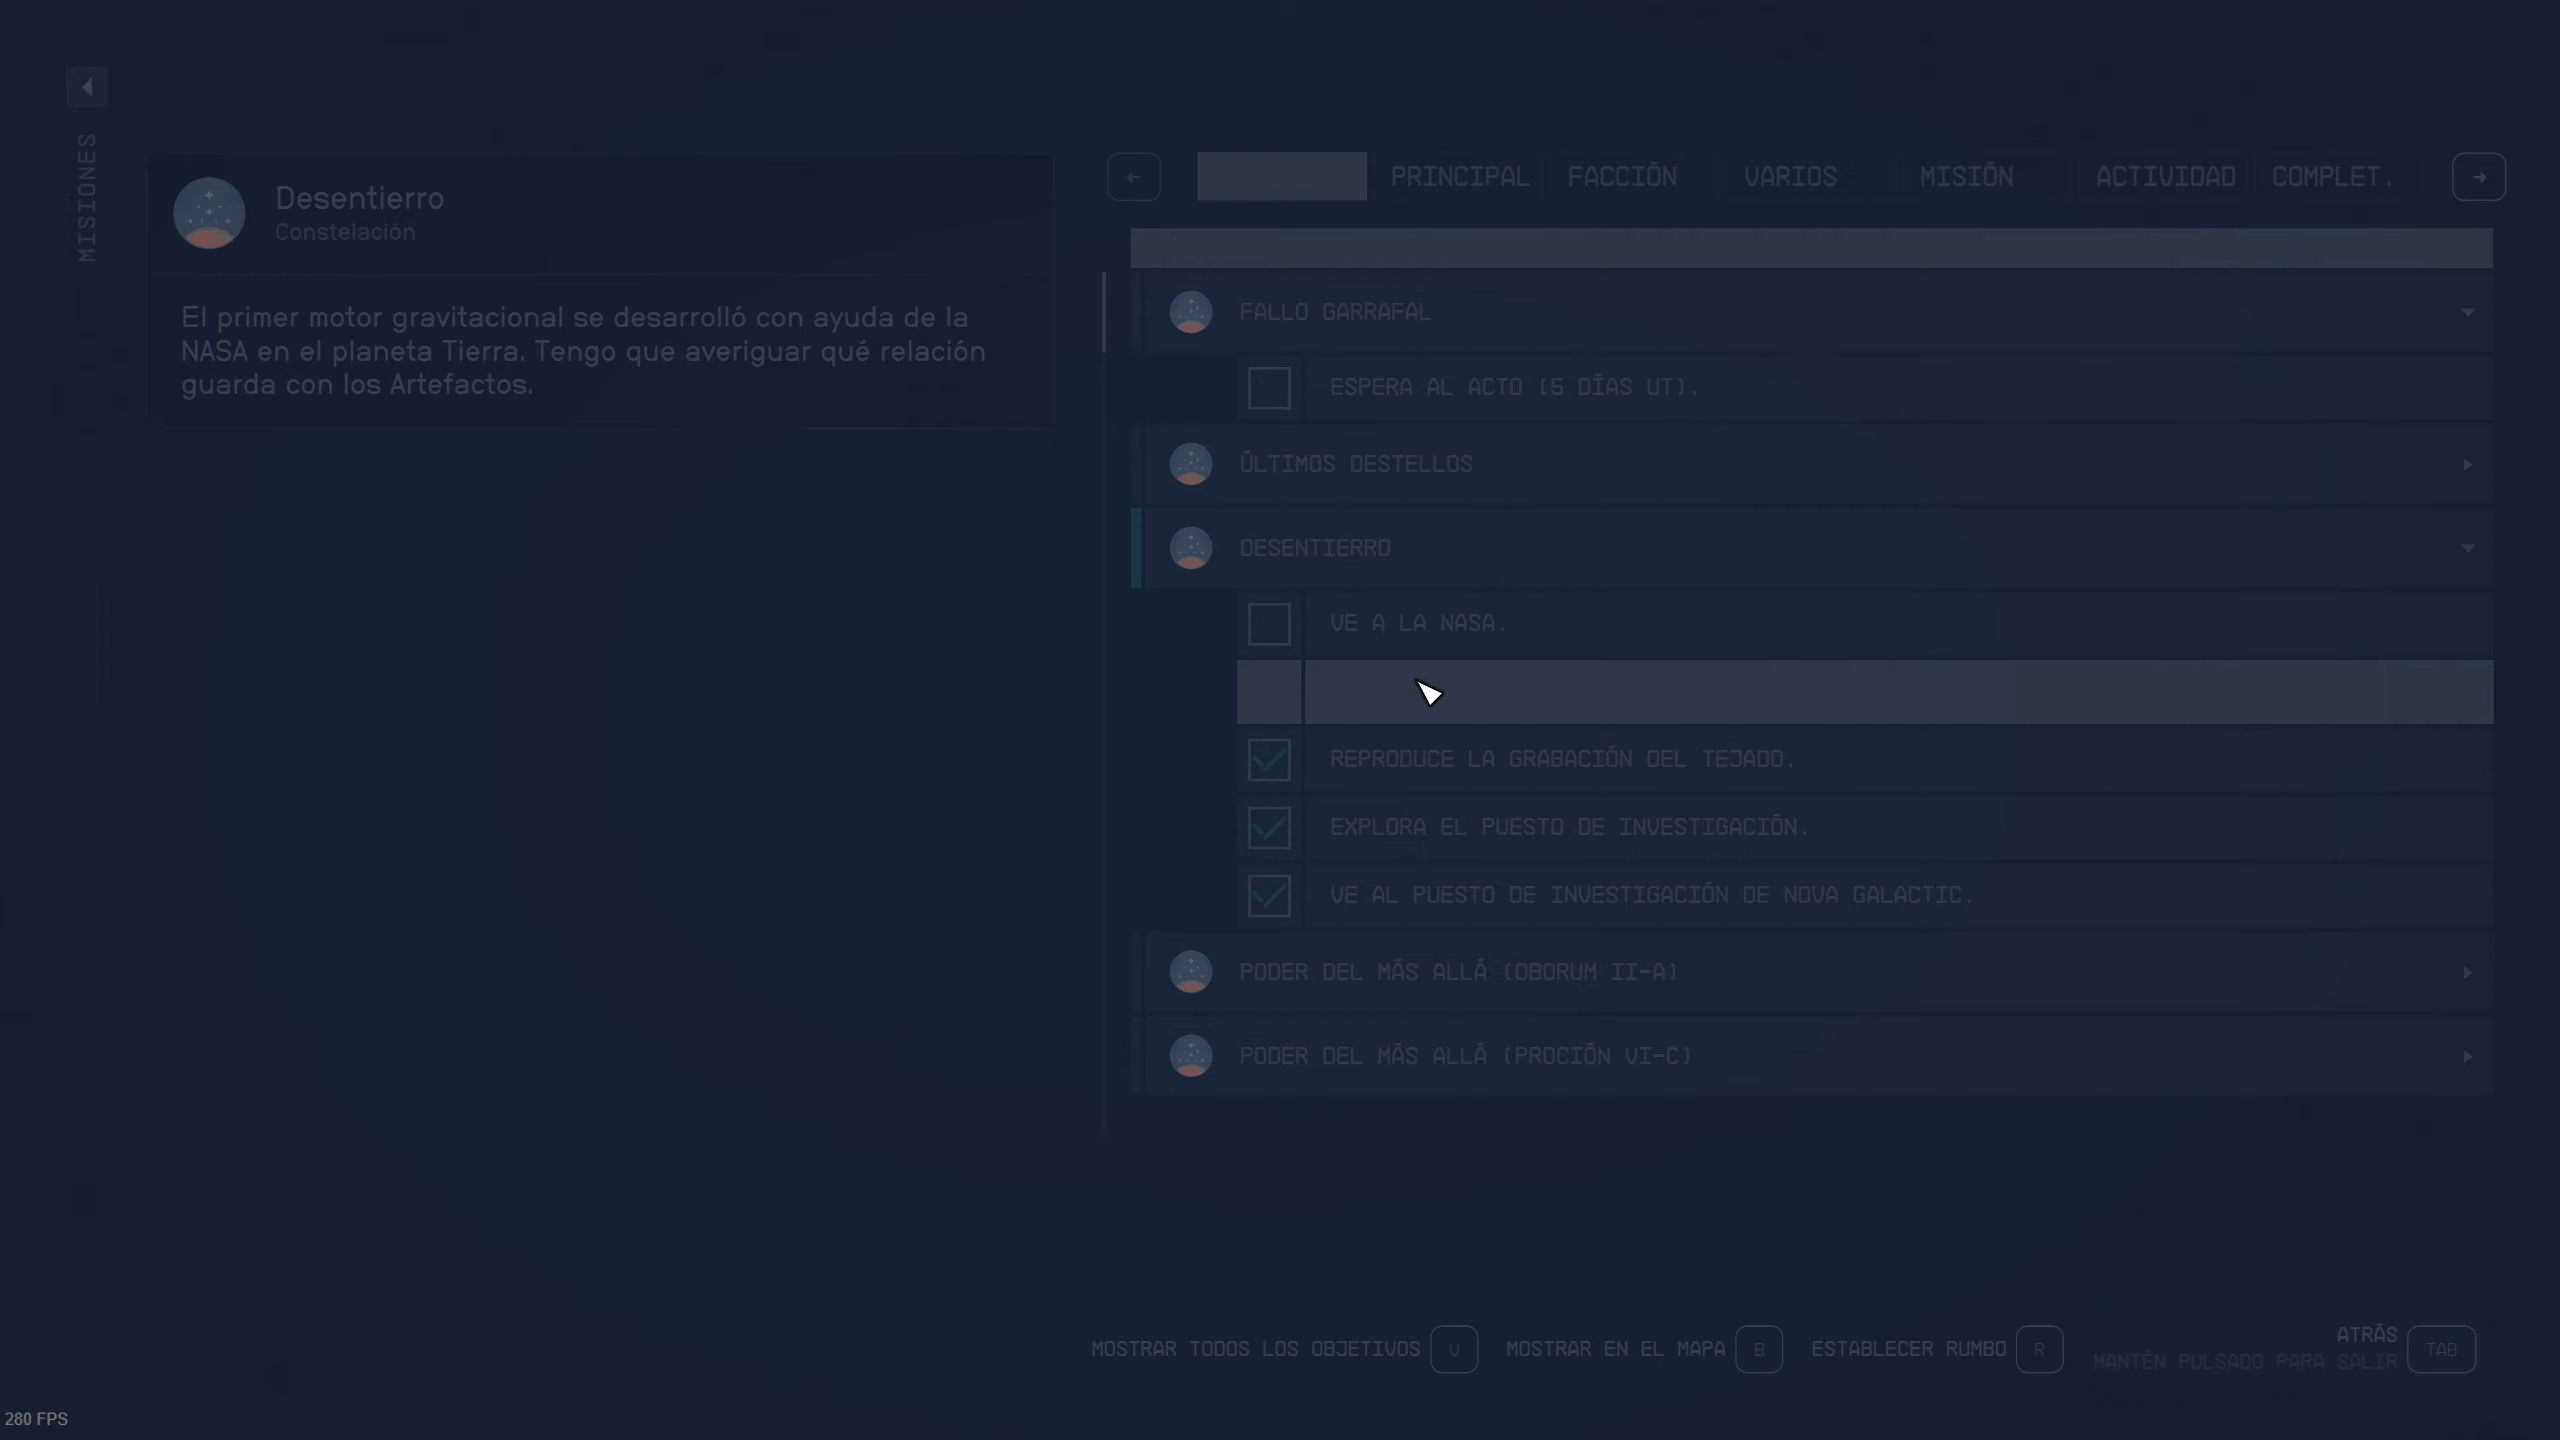 MISIONES
Desentierro
Constelación
El primer motor gravitacional se desarrolló con ayuda de la
NASA en el planeta Tierra. Tengo que averiguar qué relación
guarda con los Artefactos.
PRINCIPAL FACCIÓN VARIOS MISIÓN ACTIVIDAD COMPLET.
FALLO GARRAFAL
ESPERA AL ACTO (5 DÍAS UT).
ÚLTIMOS DESTELLOS
DESENTIERRO
VE A LA NASA.
REPRODUCE LA GRABACIÓN DEL TEJADO.
EXPLORA EL PUESTO DE INVESTIGACIÓN.
VE AL PUESTO DE INVESTIGACIÓN DE NOVA GALACTIC.
PODER DEL MÁS ALLÁ (OBORUM II-A)
PODER DEL MÁS ALLÁ (PROCIÓN VI-C)
MOSTRAR TODOS LOS OBJETIVOS V MOSTRAR EN EL MAPA B ESTABLECER RUMBO R ATRÁS TAB
MANTÉN PULSADO PARA SALIR
280 FPS